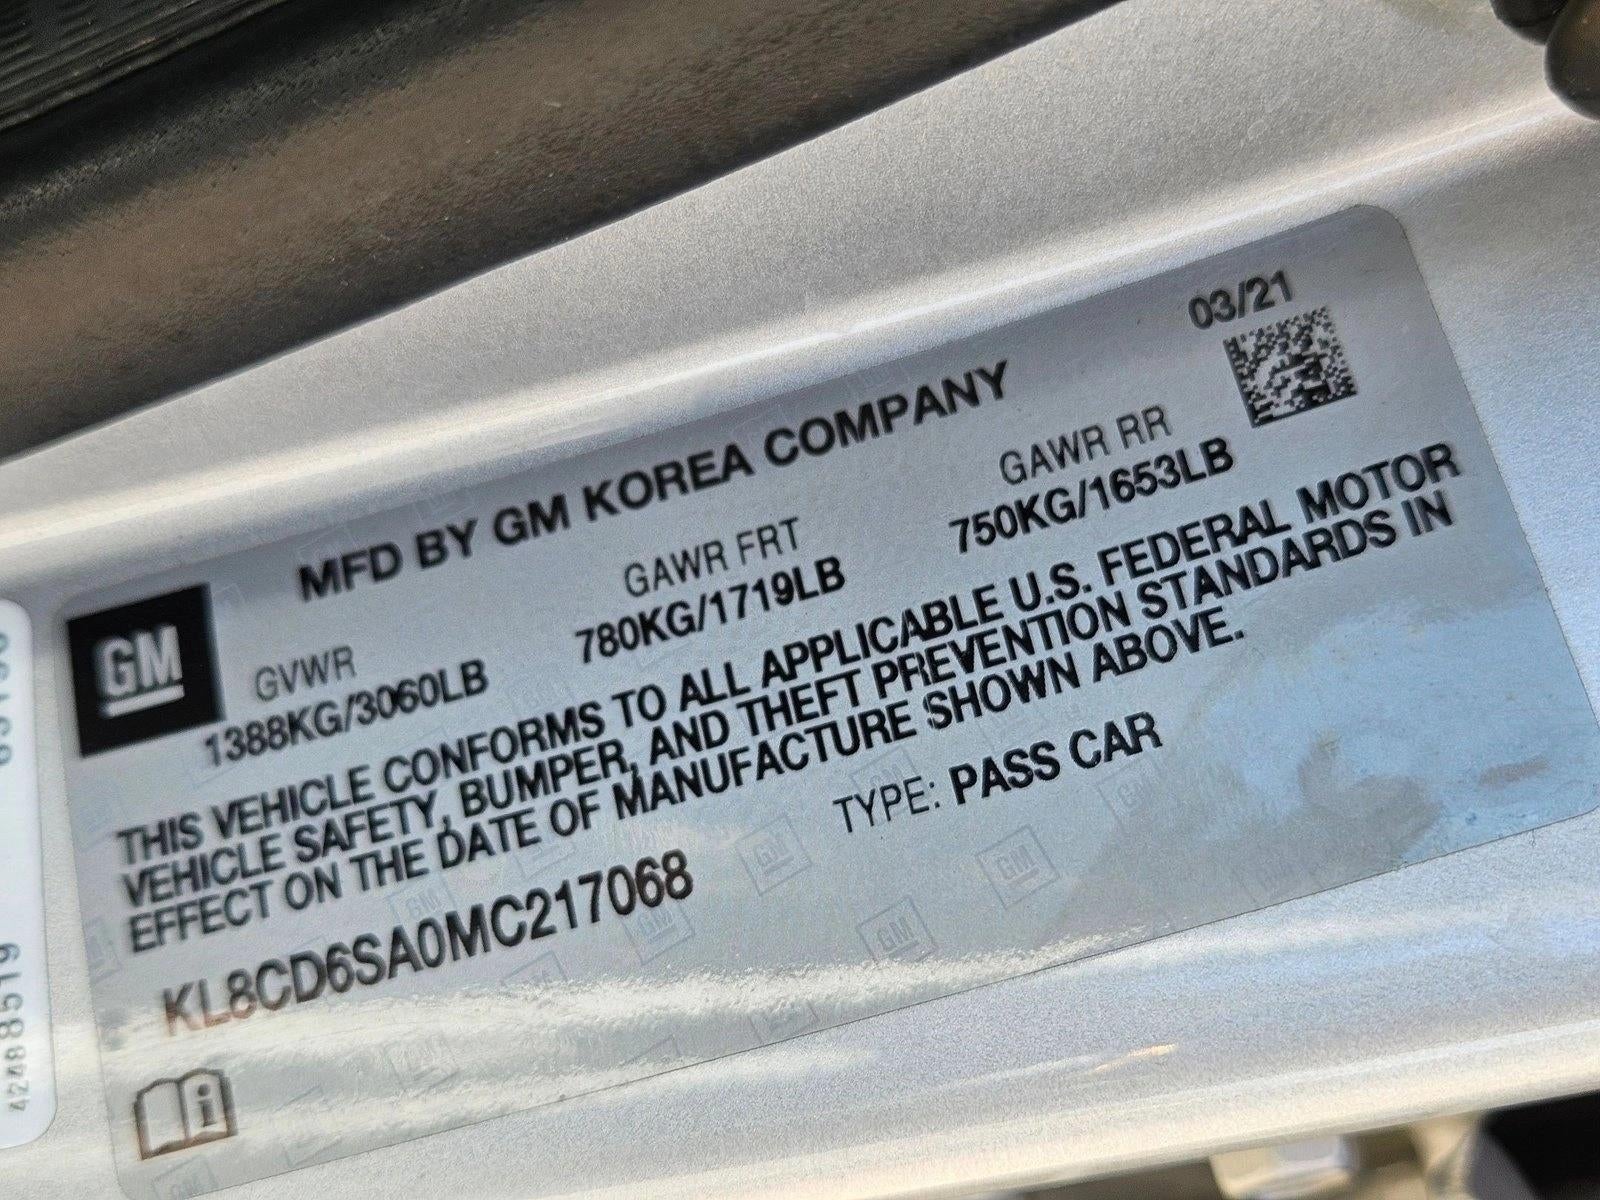 03/21
MFD BY GM KOREA COMPANY
GM
GVWR GAWR FRT GAWR RR
1388KG/3060LB 780KG/1719LB 750KG/1653LB
THIS VEHICLE CONFORMS TO ALL APPLICABLE U.S. FEDERAL MOTOR
VEHICLE SAFETY, BUMPER, AND THEFT PREVENTION STANDARDS IN
EFFECT ON THE DATE OF MANUFACTURE SHOWN ABOVE.
KL8CD6SA0MC217068 TYPE: PASS CAR
i
42488519